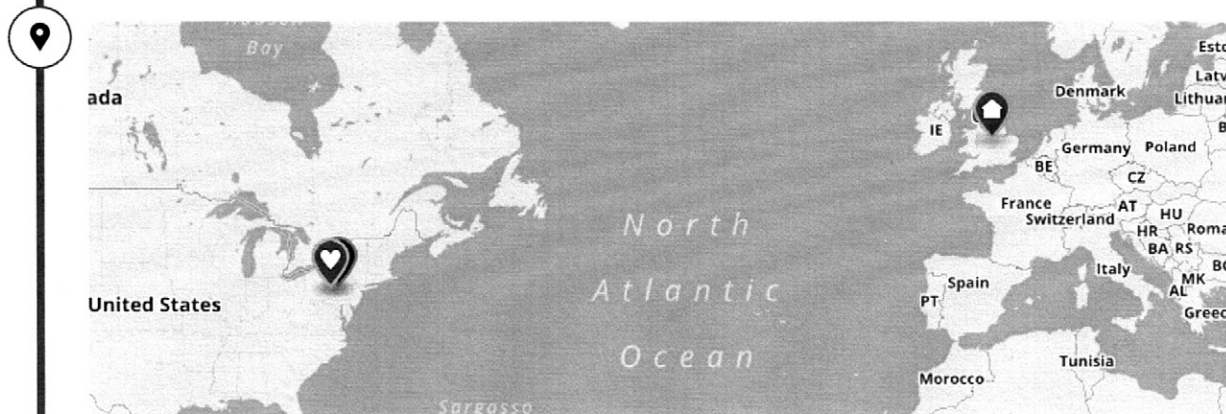 Bay
ada
Denmark
IE
Germany
Poland
BE
CZ
France
Switzerland
AT
HU
HR
BA
RS
North
Atlantic
Ocean
United States
Italy
MK
AL
Spain
PT
Tunisia
Morocco
Sargasso